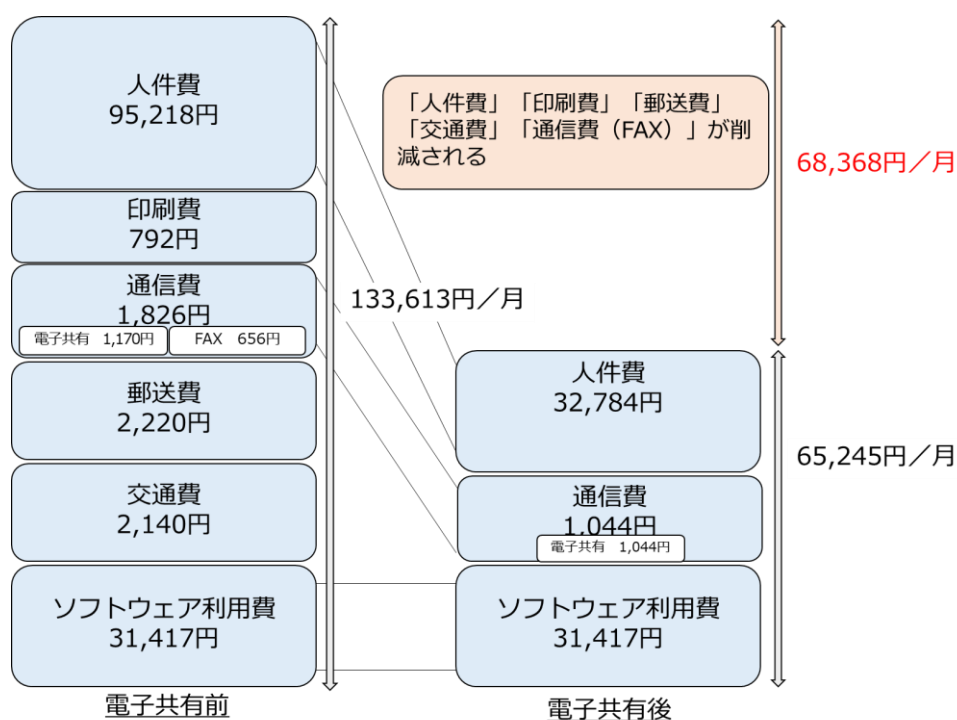 人件費
95,218円
印刷費
792円
通信費
1,826円
電子共有 1,170円
FAX 656円
郵送費
2,220円
交通費
2,140円
ソフトウェア利用費
31,417円
電子共有前
133,613円／月
「人件費」「印刷費」「郵送費」
「交通費」「通信費（FAX）」が削
減される
68,368円／月
人件費
32,784円
通信費
1,044円
電子共有 1,044円
ソフトウェア利用費
31,417円
電子共有後
65,245円／月